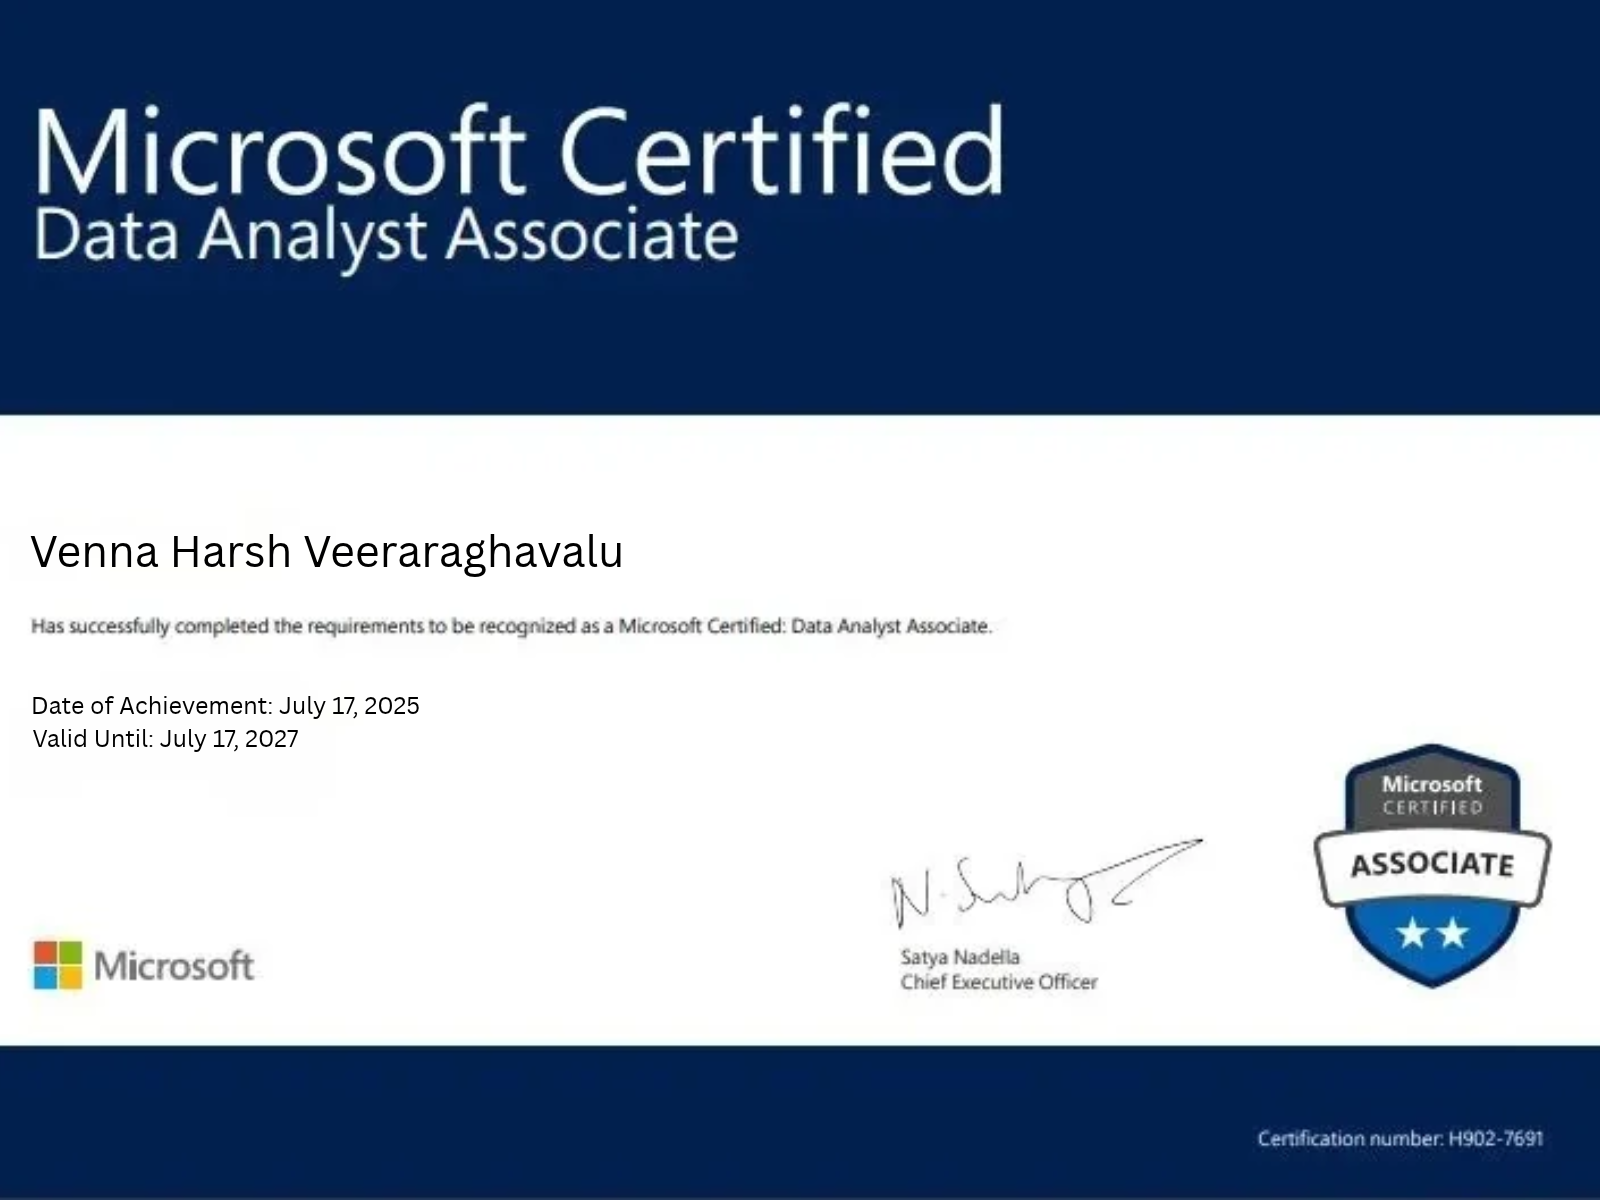 Microsoft Certified
Data Analyst Associate
Venna Harsh Veeraraghavalu
Has successfully completed the requirements to be recognized as a Microsoft Certified: Data Analyst Associate.
Date of Achievement: July 17, 2025
Valid Until: July 17, 2027
Microsoft
CERTIFIED
ASSOCIATE
N. Satya
Satya Nadella
Chief Executive Officer
Microsoft
Certification number: H902-7691